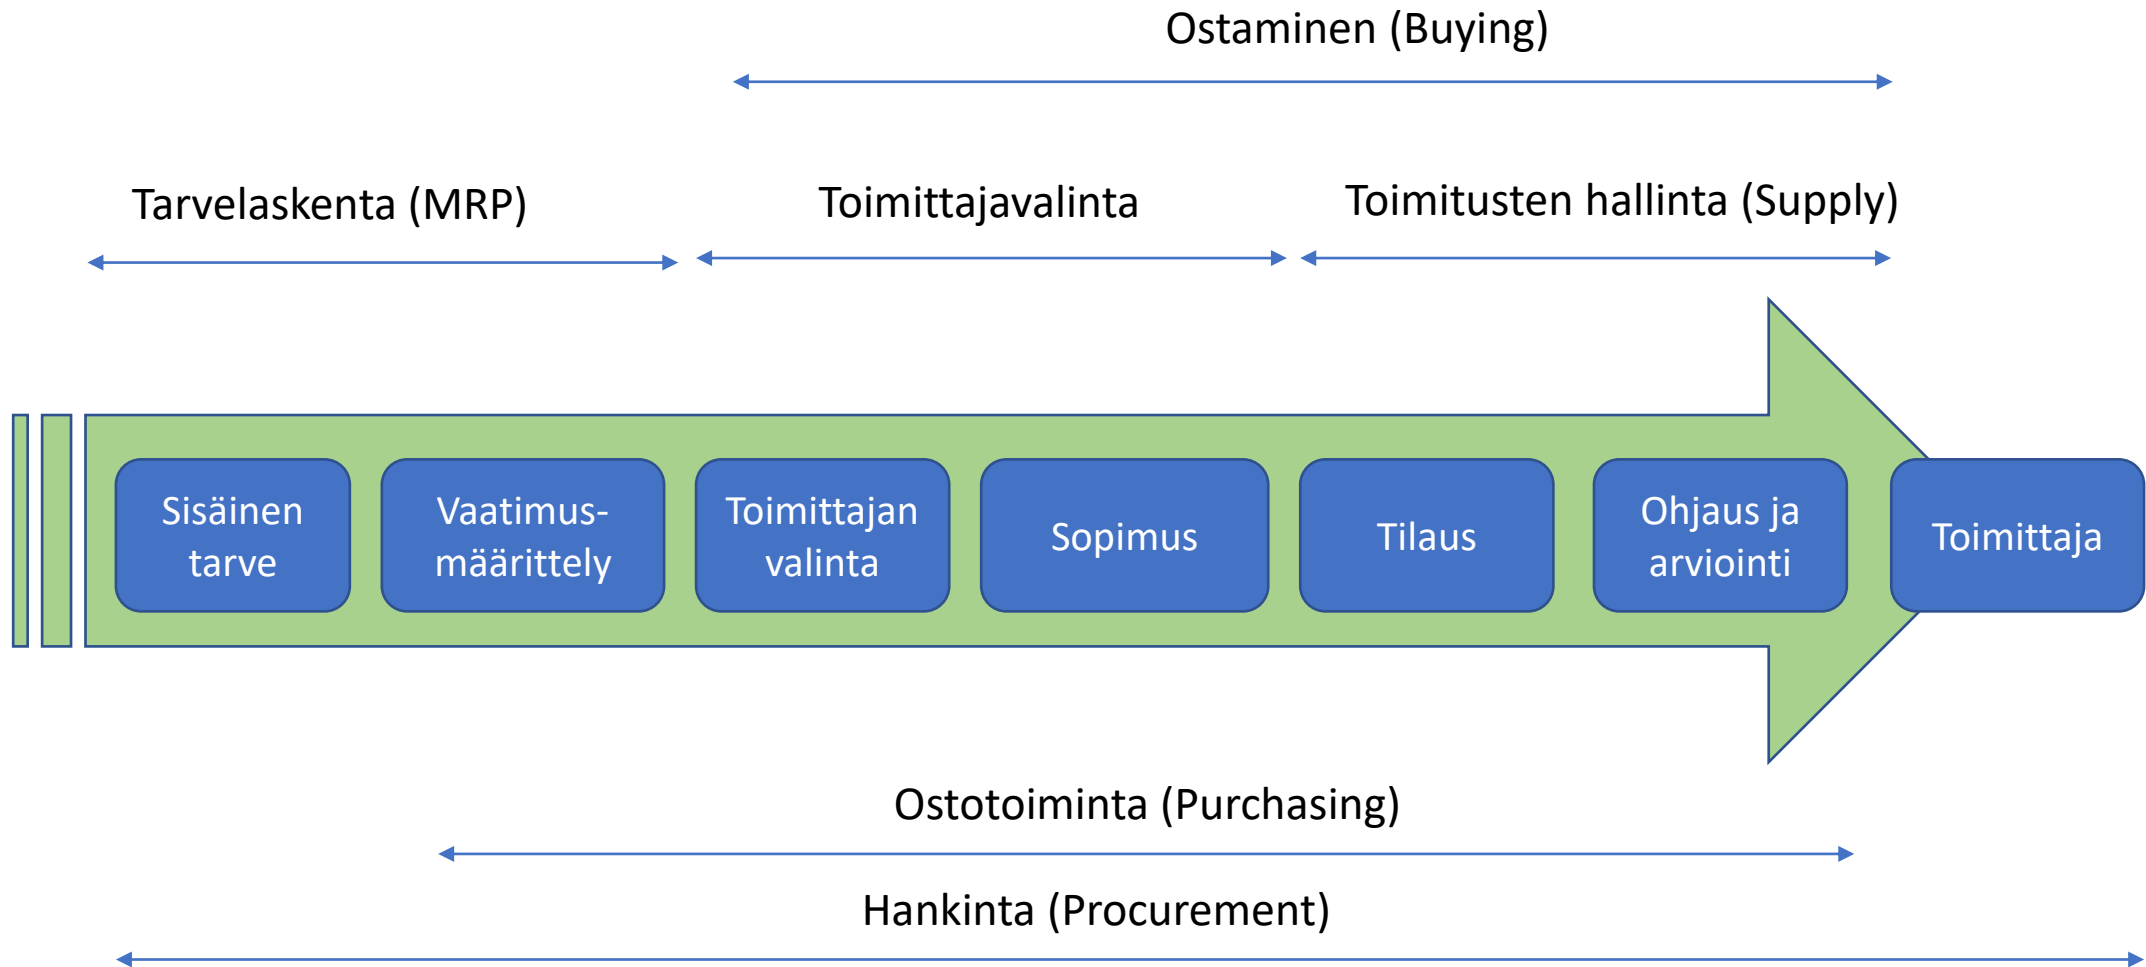 Ostaminen (Buying)
Tarvelaskenta (MRP)
Toimittajavalinta
Toimitusten hallinta (Supply)
Sisäinen
tarve
Vaatimus-
määrittely
Toimittajan
valinta
Sopimus
Tilaus
Ohjaus ja
arviointi
Toimittaja
Ostotoiminta (Purchasing)
Hankinta (Procurement)